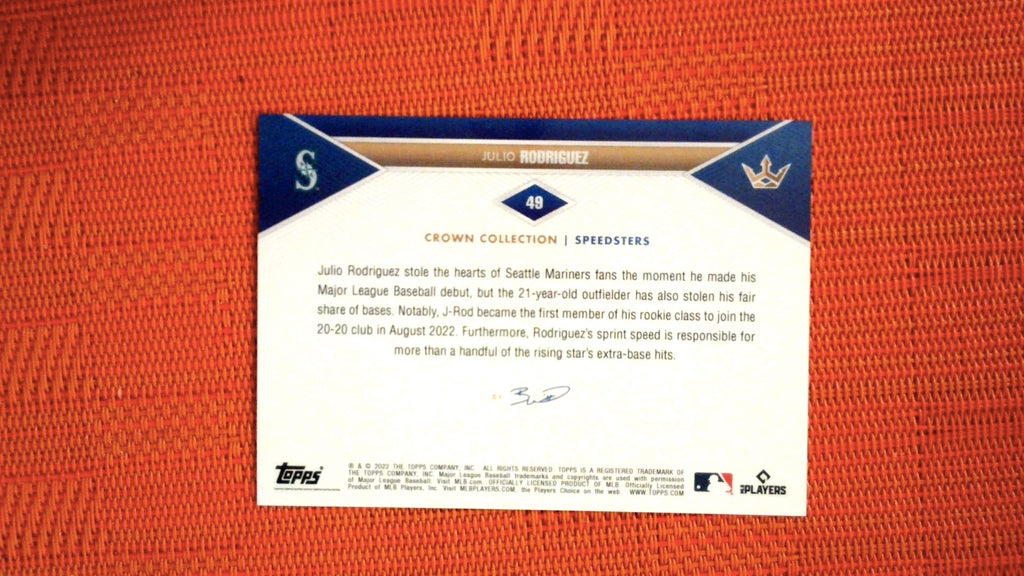 JULIO RODRIGUEZ
49
CROWN COLLECTION | SPEEDSTERS
Julio Rodriguez stole the hearts of Seattle Mariners fans the moment he made his
Major League Baseball debut, but the 21-year-old outfielder has also stolen his fair
share of bases. Notably, J-Rod became the first member of his rookie class to join the
20-20 club in August 2022. Furthermore, Rodriguez's sprint speed is responsible for
more than a handful of the rising star's extra-base hits.
BY
Topps
® & © 2022 THE TOPPS COMPANY, INC. ALL RIGHTS RESERVED. TOPPS IS A REGISTERED TRADEMARK OF
THE TOPPS COMPANY, INC. Major League Baseball trademarks and copyrights are used with permission
of Major League Baseball. Visit MLB.com. OFFICIALLY LICENSED PRODUCT OF MLB Officially Licensed
Product of MLB Players, Inc. Visit MLBPLAYERS.COM, the Players Choice on the web. WWW.TOPPS.COM
MLB PLAYERS